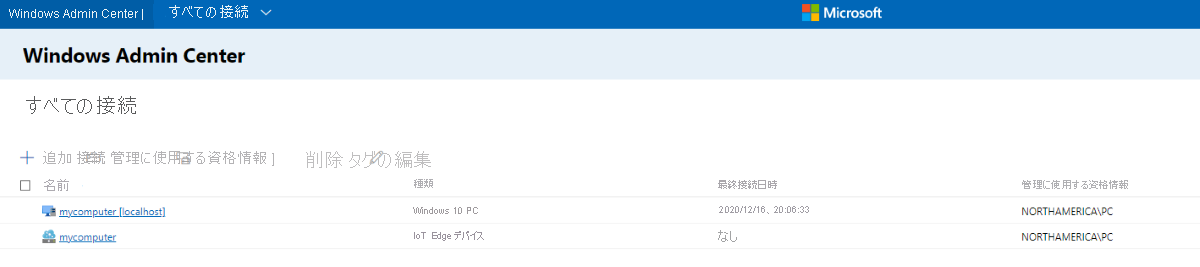 Windows Admin Center | すべての接続 Microsoft
Windows Admin Center
すべての接続
追加 接続 管理に使用する資格情報 ] 削除 タグの編集
名前 種類 最終接続日時 管理に使用する資格情報
mycomputer [localhost] Windows 10 PC 2020/12/16、20:06:33 NORTHAMERICA\PC
mycomputer IoT Edge デバイス なし NORTHAMERICA\PC